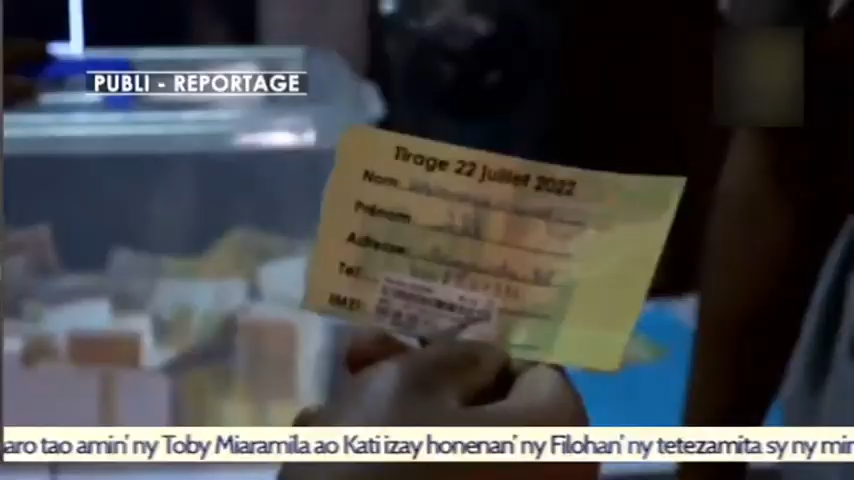 PUBLI - REPORTAGE
Tirage 22 Juillet 2022
Nom
Prénom
Adresse
Tel
IMEI
aro tao amin' ny Toby Miaramila ao Kati izay honenan' ny Filohan' ny tetezamita sy ny mir